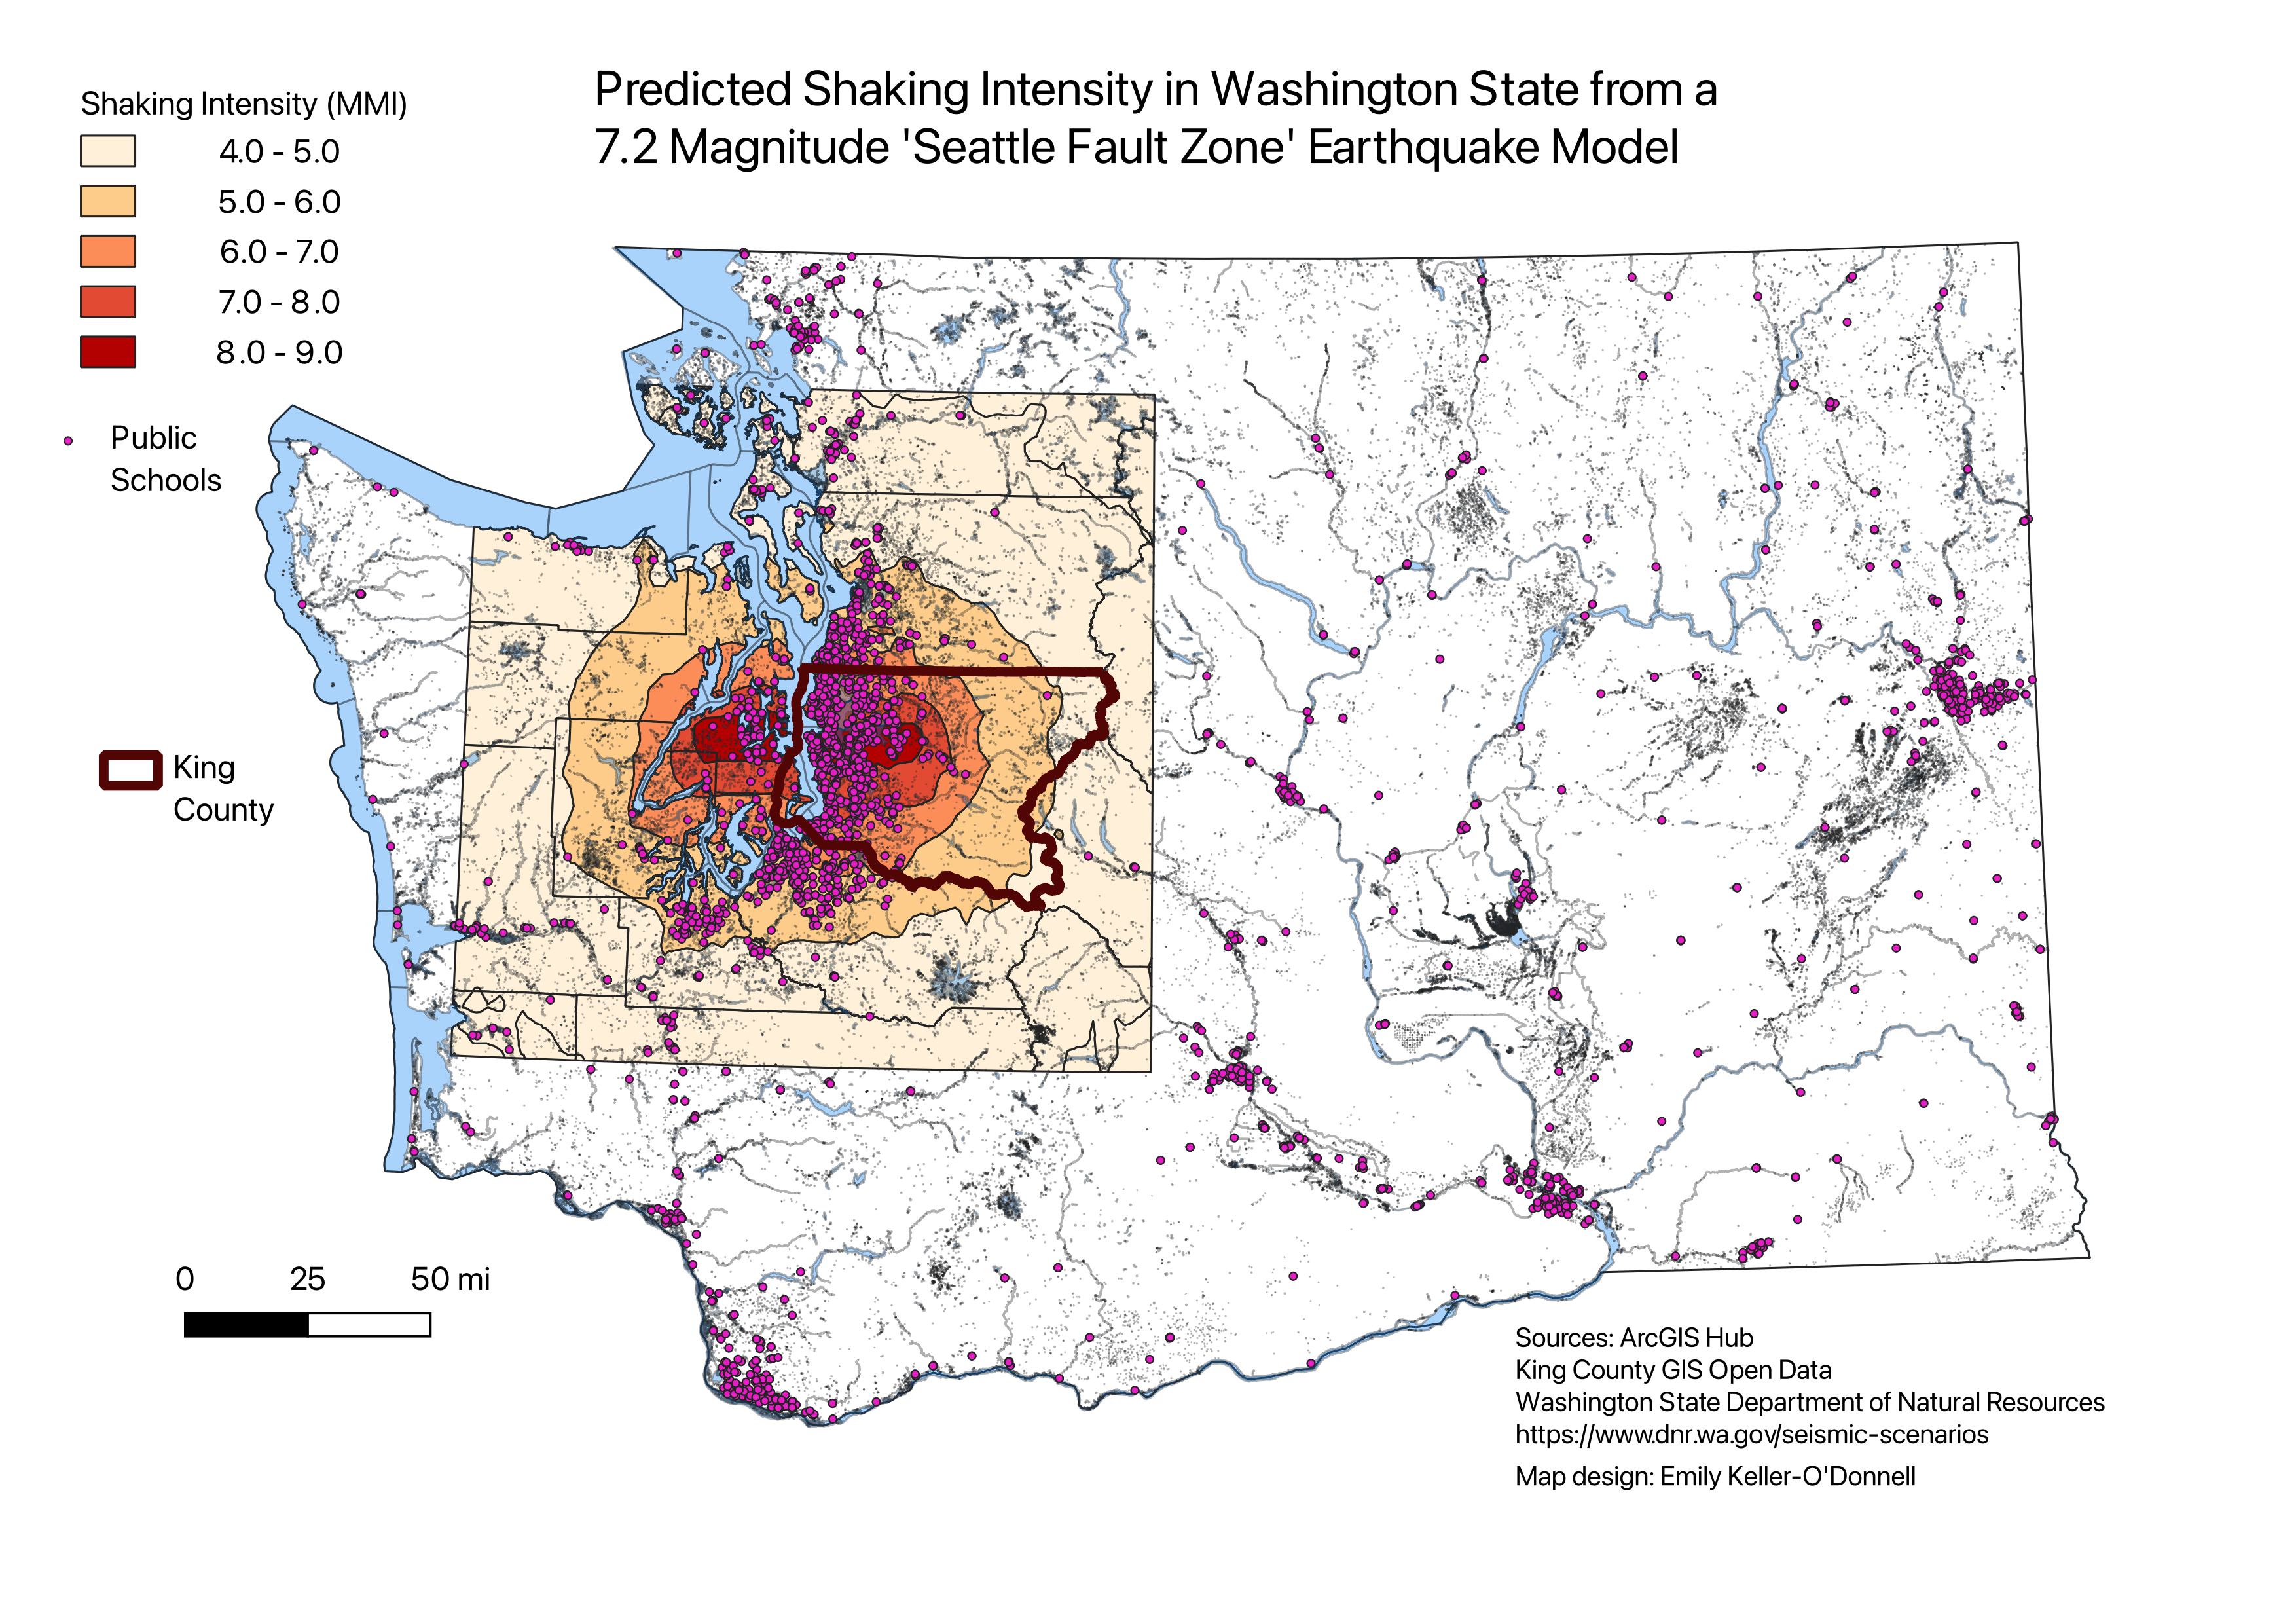 Predicted Shaking Intensity in Washington State from a
7.2 Magnitude 'Seattle Fault Zone' Earthquake Model
Shaking Intensity (MMI)
4.0 - 5.0
5.0 - 6.0
6.0 - 7.0
7.0 - 8.0
8.0 - 9.0
Public
Schools
King
County
0 25 50 mi
Sources: ArcGIS Hub
King County GIS Open Data
Washington State Department of Natural Resources
https://www.dnr.wa.gov/seismic-scenarios
Map design: Emily Keller-O'Donnell